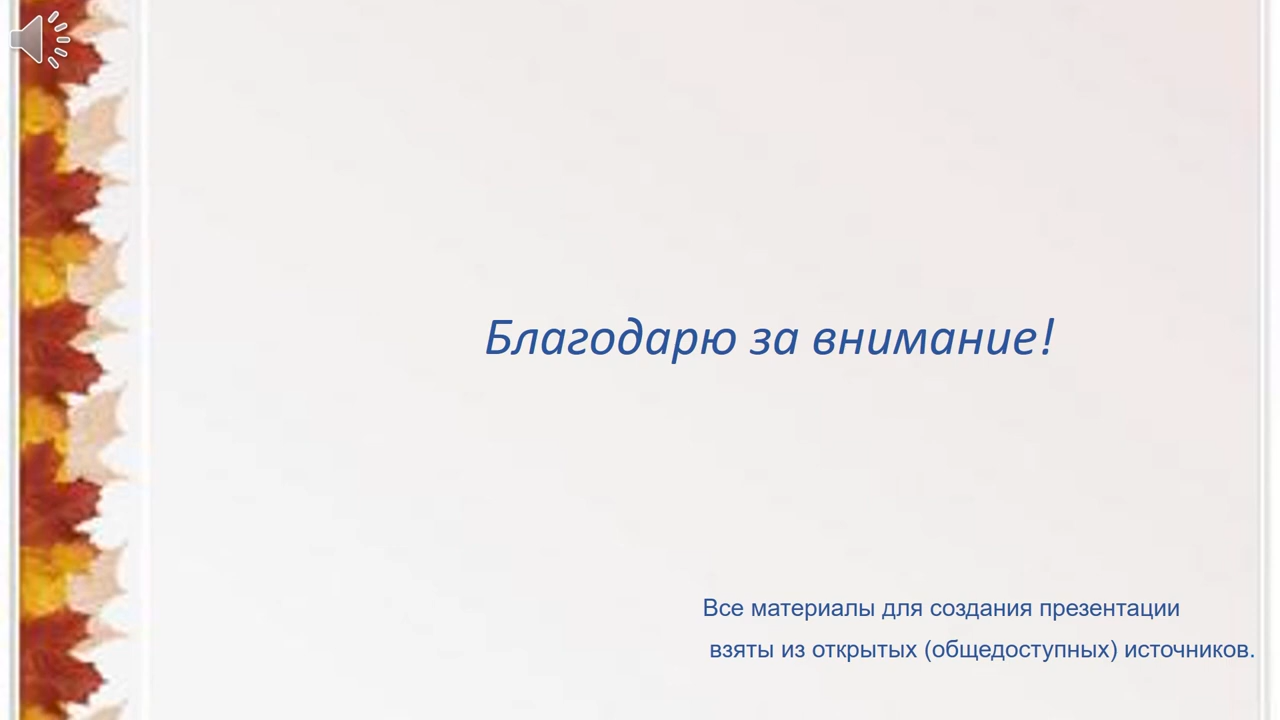 Благодарю за внимание!
Все материалы для создания презентации
взяты из открытых (общедоступных) источников.